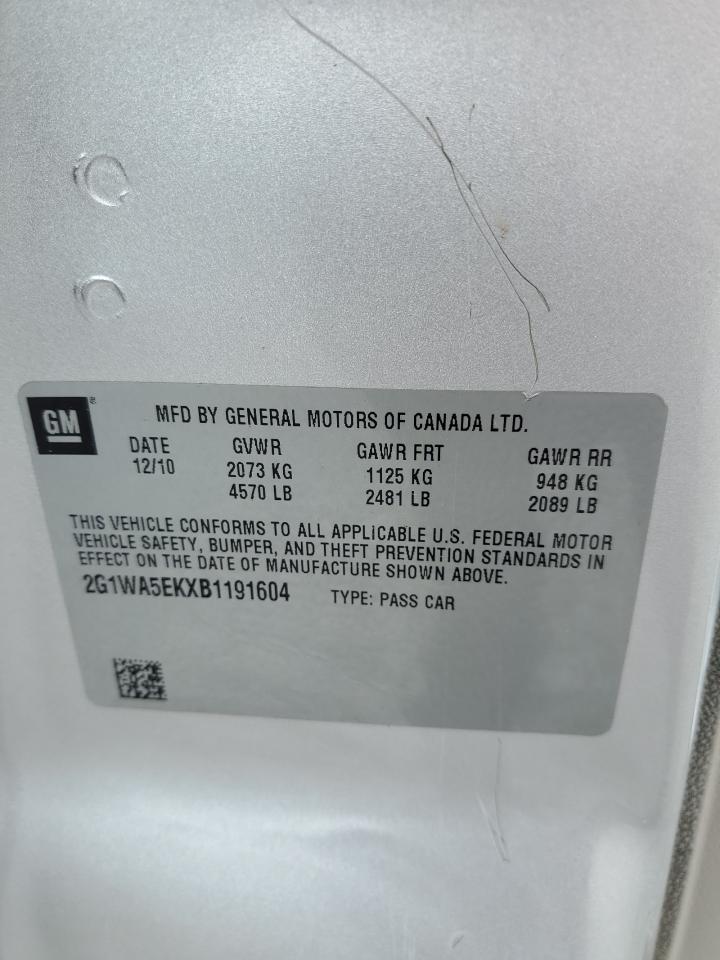 GM®
MFD BY GENERAL MOTORS OF CANADA LTD.
DATE GVWR GAWR FRT GAWR RR
12/10 2073 KG 1125 KG 948 KG
4570 LB 2481 LB 2089 LB
THIS VEHICLE CONFORMS TO ALL APPLICABLE U.S. FEDERAL MOTOR
VEHICLE SAFETY, BUMPER, AND THEFT PREVENTION STANDARDS IN
EFFECT ON THE DATE OF MANUFACTURE SHOWN ABOVE.
2G1WA5EKXB1191604 TYPE: PASS CAR